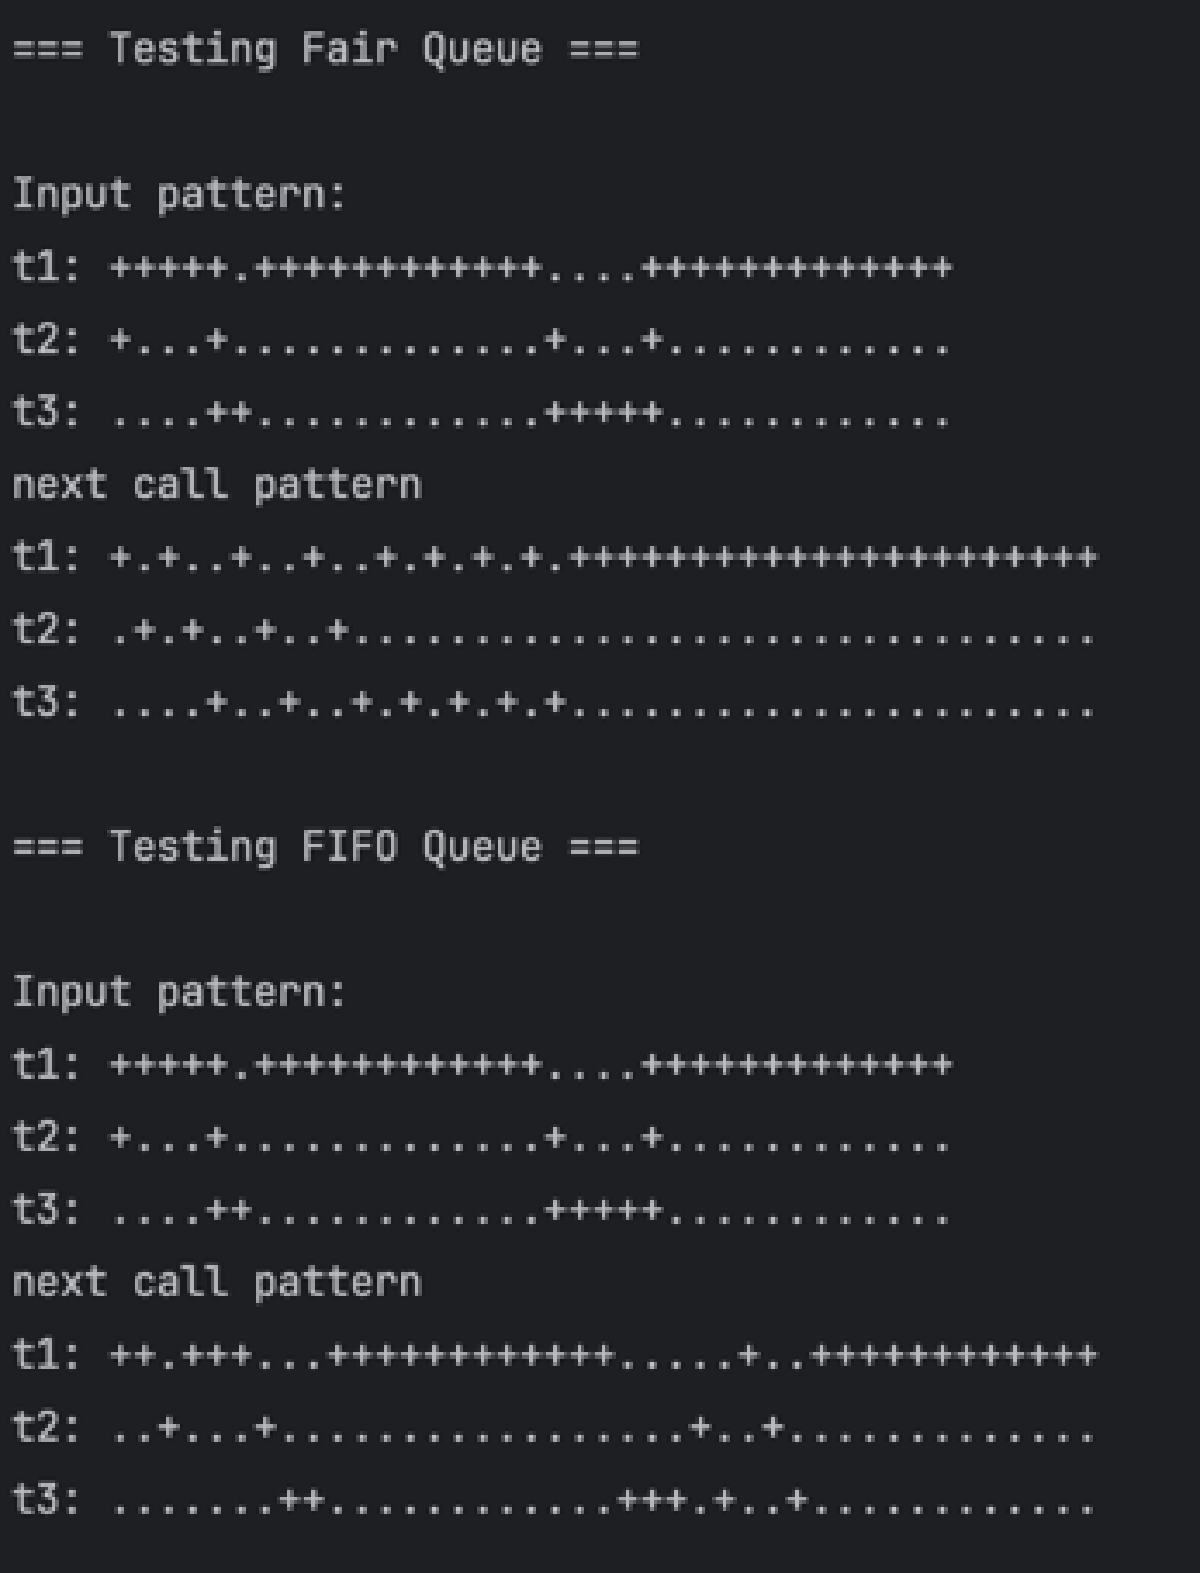 === Testing Fair Queue ===
Input pattern:
t1: +++++.++++++++++++....+++++++++++++
t2: +...+.............+...+............
t3: ....++............+++++............
next call pattern
t1: +.+..+..+..+.+.+.+.++++++++++++++++++++++
t2: .+.+..+..+...............................
t3: ....+..+..+.+.+.+.+......................
=== Testing FIFO Queue ===
Input pattern:
t1: +++++.++++++++++++....+++++++++++++
t2: +...+.............+...+............
t3: ....++............+++++............
next call pattern
t1: ++.+++...++++++++++++.....+..++++++++++++
t2: ..+...+.................+..+.............
t3: .......++............+++.+..+............